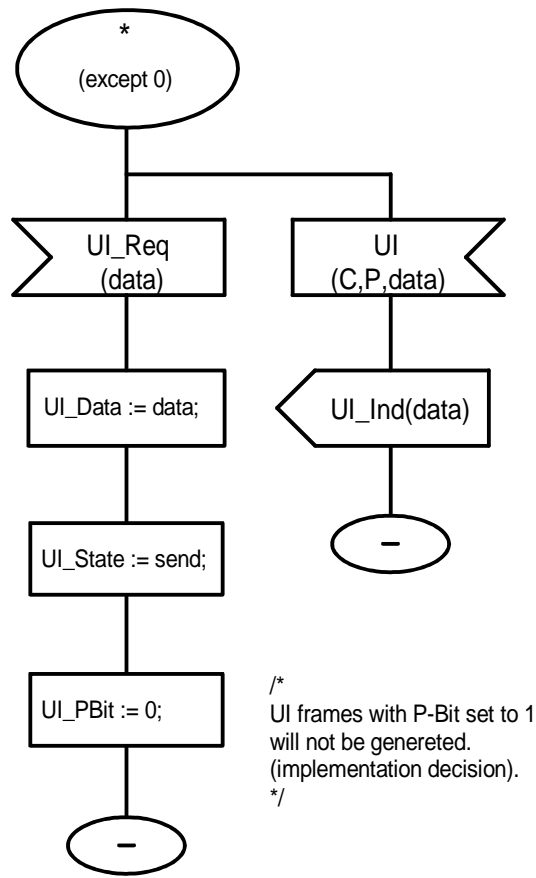 *
(except 0)
UI_Req
(data)
UI
(C,P,data)
UI_Data := data;
UI_Ind(data)
UI_State := send;
–
UI_PBit := 0;
/*
UI frames with P-Bit set to 1
will not be genereted.
(implementation decision).
*/
–